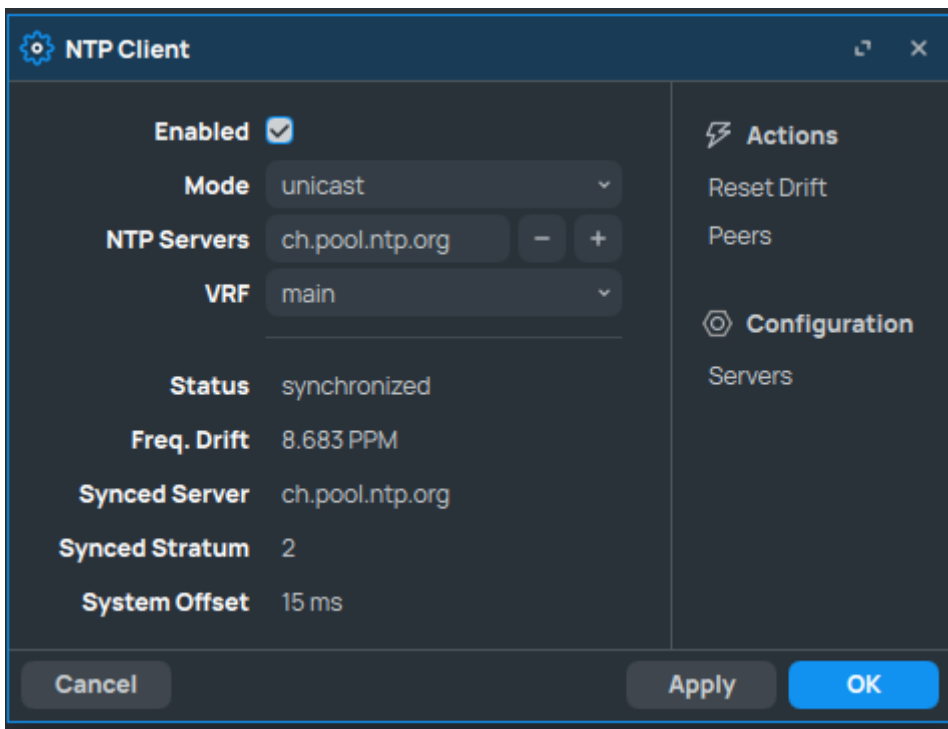 NTP Client
Enabled
Mode unicast
NTP Servers ch.pool.ntp.org - +
VRF main
Status synchronized
Freq. Drift 8.683 PPM
Synced Server ch.pool.ntp.org
Synced Stratum 2
System Offset 15 ms
Actions
Reset Drift
Peers
Configuration
Servers
Cancel Apply OK